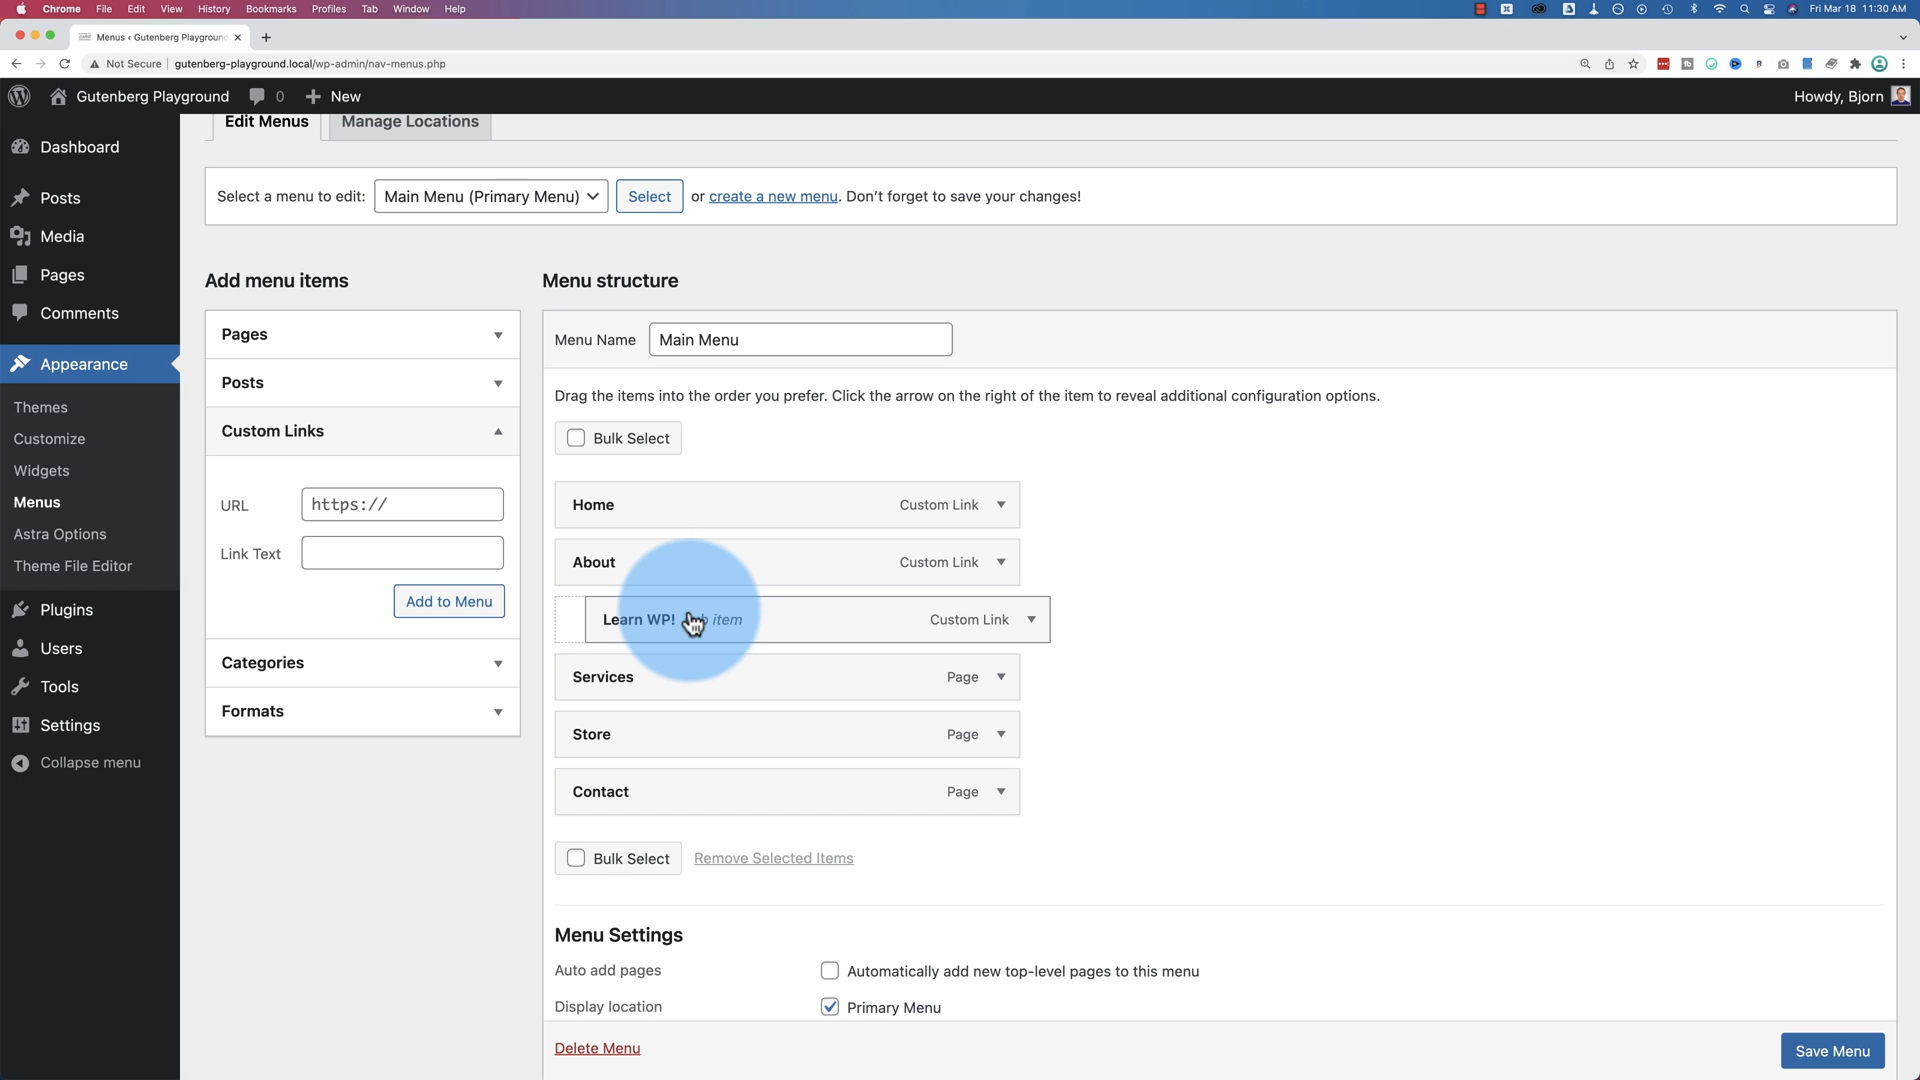 Chrome File Edit View History Bookmarks Profiles Tab Window Help Fri Mar 18 11:30 AM
Menus ‹ Gutenberg Playground
Not Secure gutenberg-playground.local/wp-admin/nav-menus.php
Gutenberg Playground 0 New Howdy, Bjorn
Edit Menus Manage Locations
Dashboard
Posts
Media
Pages
Comments
Appearance
Themes
Customize
Widgets
Menus
Astra Options
Theme File Editor
Plugins
Users
Tools
Settings
Collapse menu
Select a menu to edit: Main Menu (Primary Menu) Select or create a new menu. Don’t forget to save your changes!
Add menu items
Pages
Posts
Custom Links
URL https://
Link Text
Add to Menu
Categories
Formats
Menu structure
Menu Name Main Menu
Drag the items into the order you prefer. Click the arrow on the right of the item to reveal additional configuration options.
Bulk Select
Home Custom Link
About Custom Link
Learn WP! item Custom Link
Services Page
Store Page
Contact Page
Bulk Select Remove Selected Items
Menu Settings
Auto add pages Automatically add new top-level pages to this menu
Display location Primary Menu
Delete Menu Save Menu